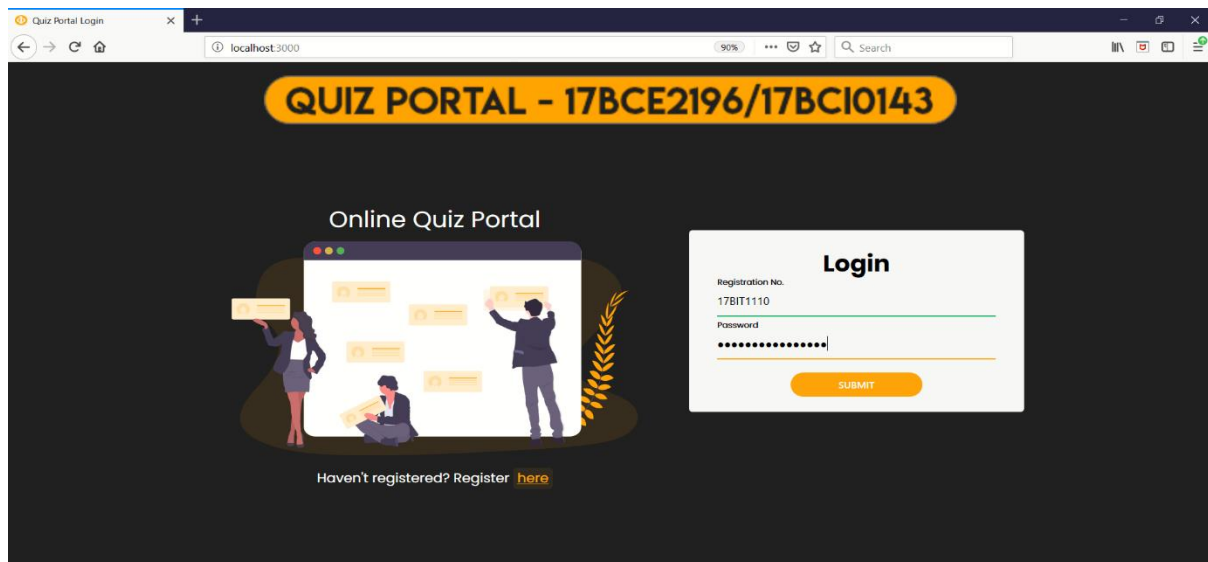 Quiz Portal Login
localhost:3000
90%
Search
QUIZ PORTAL - 17BCE2196/17BCI0143
Online Quiz Portal
Login
Registration No.
17BIT1110
Password
••••••••••••••••
SUBMIT
Haven't registered? Register here